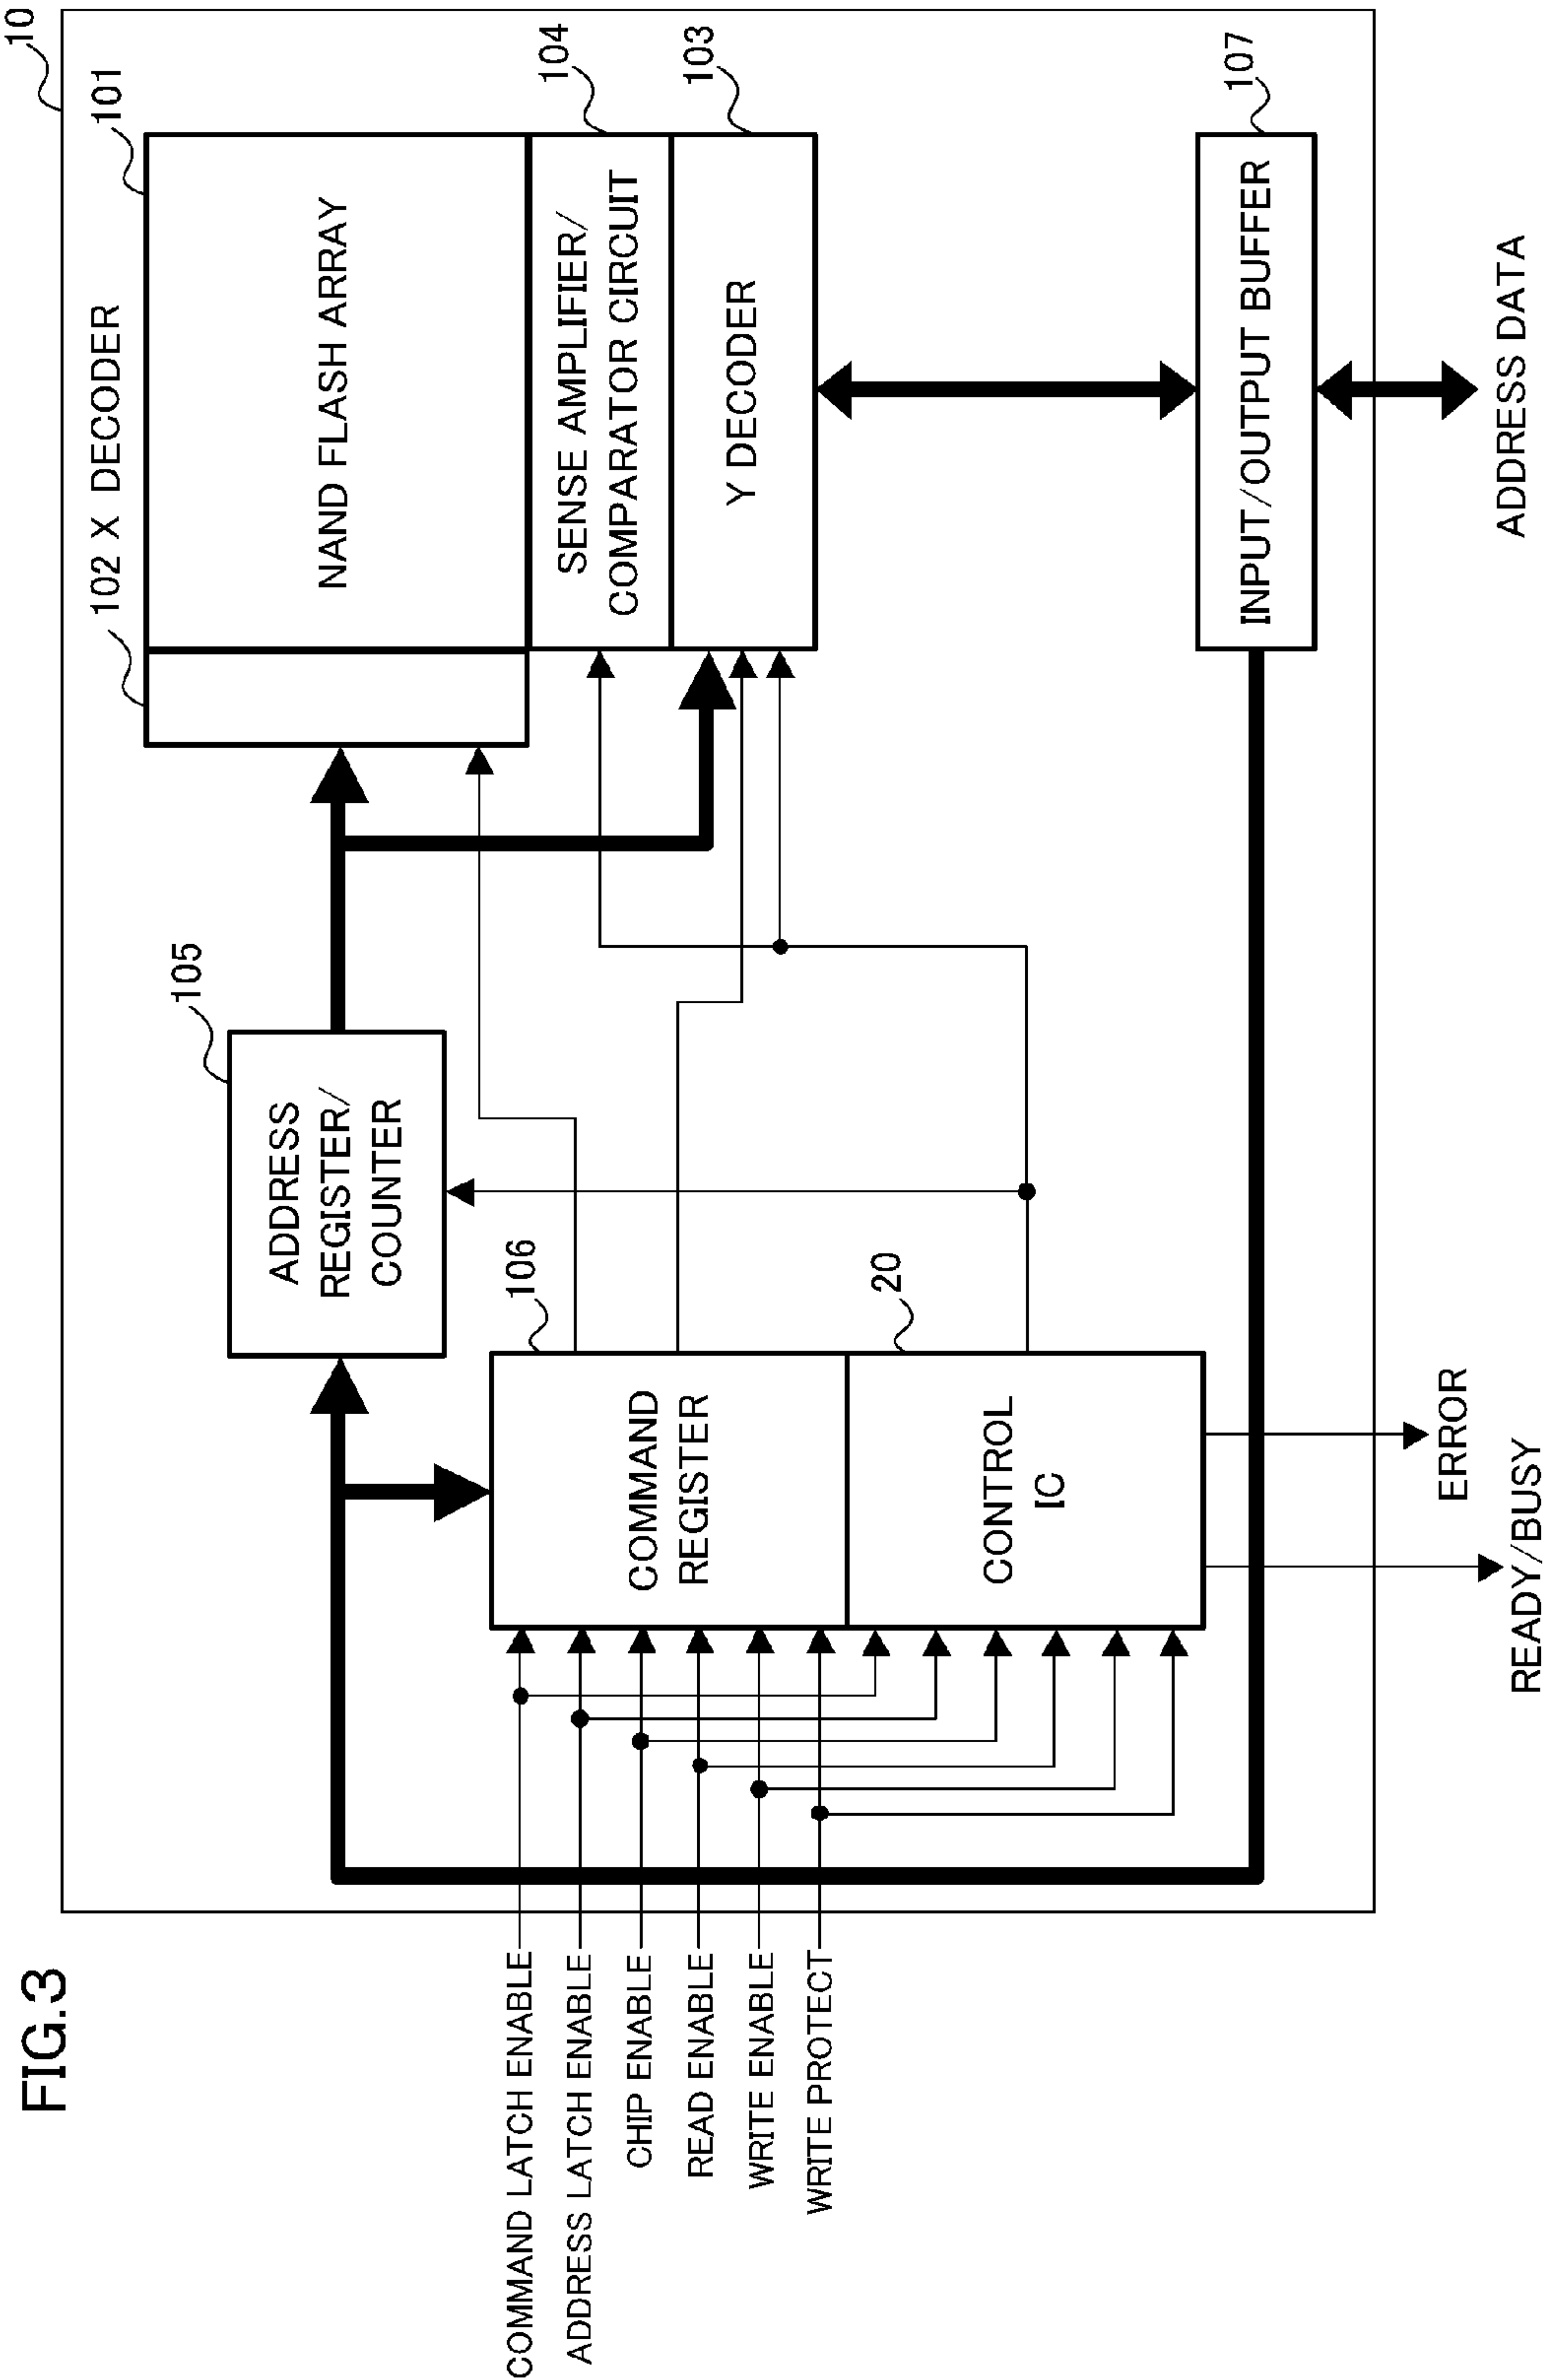 FIG.3
10
105
102 X DECODER
101
ADDRESS
REGISTER/
COUNTER
NAND FLASH ARRAY
106
104
COMMAND LATCH ENABLE
ADDRESS LATCH ENABLE
CHIP ENABLE
READ ENABLE
WRITE ENABLE
WRITE PROTECT
COMMAND
REGISTER
SENSE AMPLIFIER/
COMPARATOR CIRCUIT
103
Y DECODER
20
CONTROL
IC
107
INPUT/OUTPUT BUFFER
ERROR
READY/BUSY
ADDRESS DATA